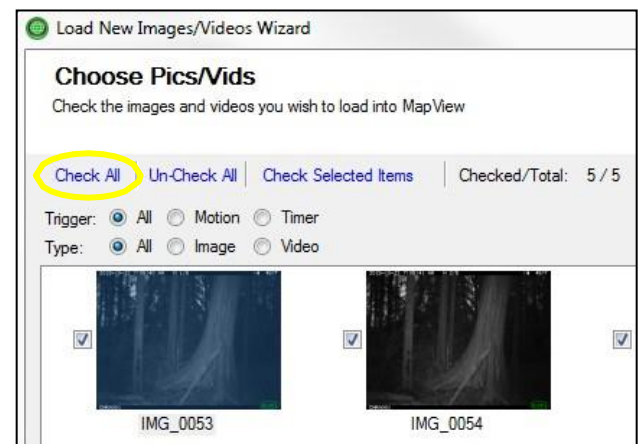 Load New Images/Videos Wizard
Choose Pics/Vids
Check the images and videos you wish to load into MapView
Check All Un-Check All Check Selected Items Checked/Total: 5 / 5
Trigger: All Motion Timer
Type: All Image Video
IMG_0053 IMG_0054